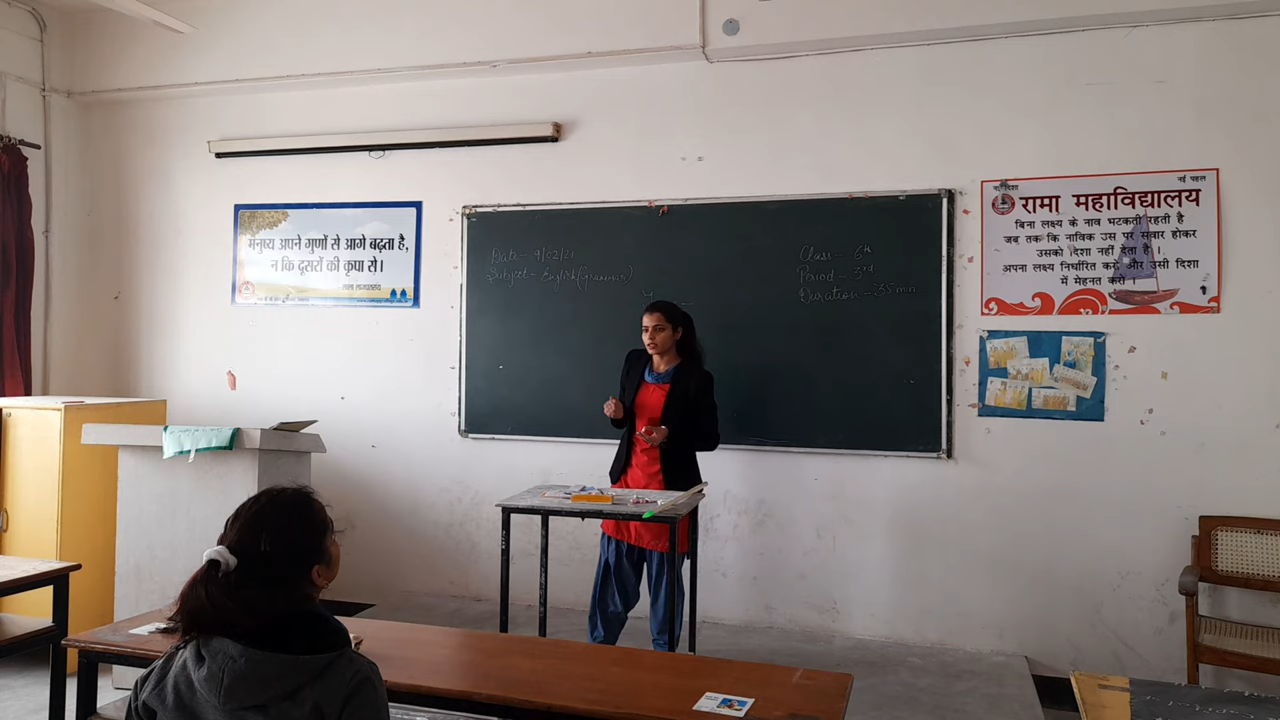 मनुष्य अपने गुणों से आगे बढ़ता है,
न कि दूसरों की कृपा से।
Date- 9/02/21
Subject- English(grammar)
Class- 6th
Period- 3rd
Duration-35 min
नई दिशा
नई पहल
रामा महाविद्यालय
बिना लक्ष्य के नाव भटकती रहती है
जब तक कि नाविक उस पर सवार होकर
उसको दिशा नहीं देता है।
अपना लक्ष्य निर्धारित करें और उसी दिशा
में मेहनत करो।